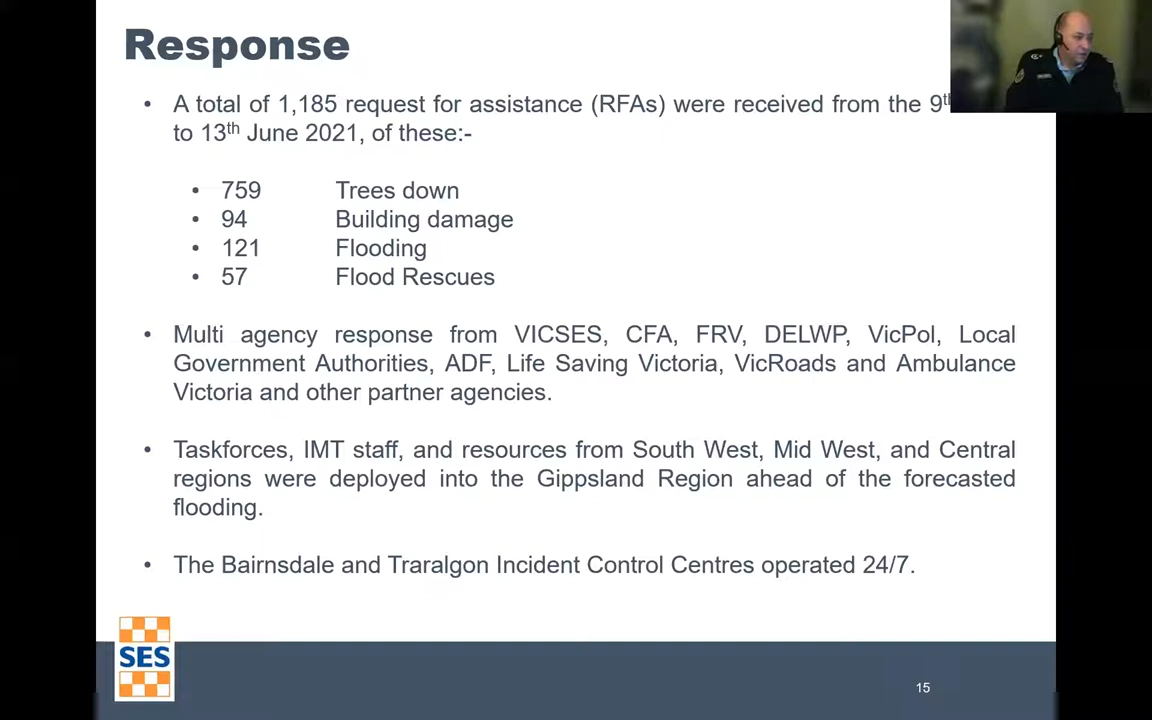 Response
• A total of 1,185 request for assistance (RFAs) were received from the 9th
to 13th June 2021, of these:-
• 759 Trees down
• 94 Building damage
• 121 Flooding
• 57 Flood Rescues
• Multi agency response from VICSES, CFA, FRV, DELWP, VicPol, Local
Government Authorities, ADF, Life Saving Victoria, VicRoads and Ambulance
Victoria and other partner agencies.
• Taskforces, IMT staff, and resources from South West, Mid West, and Central
regions were deployed into the Gippsland Region ahead of the forecasted
flooding.
• The Bairnsdale and Traralgon Incident Control Centres operated 24/7.
SES
15